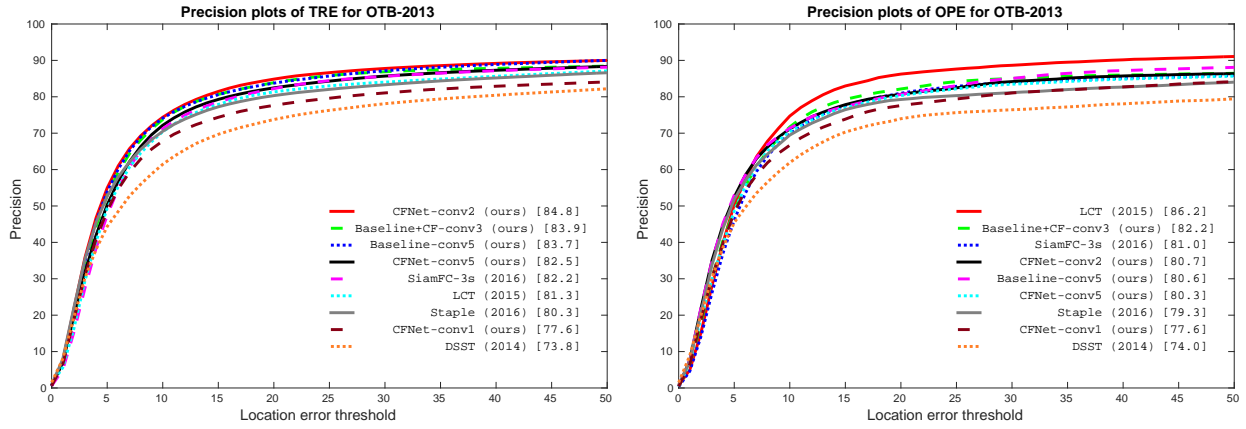 Precision plots of TRE for OTB-2013
100
90
80
70
60
50
40
30
20
10
0
Precision
CFNet-conv2 (ours) [84.8]
Baseline+CF-conv3 (ours) [83.9]
Baseline-conv5 (ours) [83.7]
CFNet-conv5 (ours) [82.5]
SiamFC-3s (2016) [82.2]
LCT (2015) [81.3]
Staple (2016) [80.3]
CFNet-conv1 (ours) [77.6]
DSST (2014) [73.8]
0 5 10 15 20 25 30 35 40 45 50
Location error threshold
Precision plots of OPE for OTB-2013
100
90
80
70
60
50
40
30
20
10
0
Precision
LCT (2015) [86.2]
Baseline+CF-conv3 (ours) [82.2]
SiamFC-3s (2016) [81.0]
CFNet-conv2 (ours) [80.7]
Baseline-conv5 (ours) [80.6]
CFNet-conv5 (ours) [80.3]
Staple (2016) [79.3]
CFNet-conv1 (ours) [77.6]
DSST (2014) [74.0]
0 5 10 15 20 25 30 35 40 45 50
Location error threshold